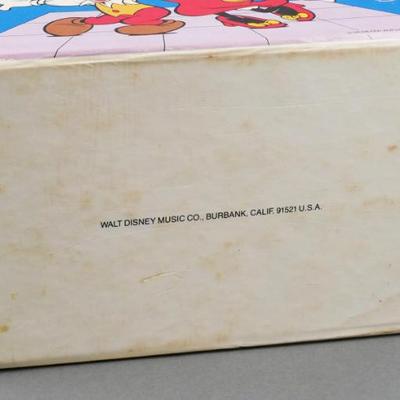 WALT DISNEY MUSIC CO., BURBANK, CALIF. 91521 U.S.A.